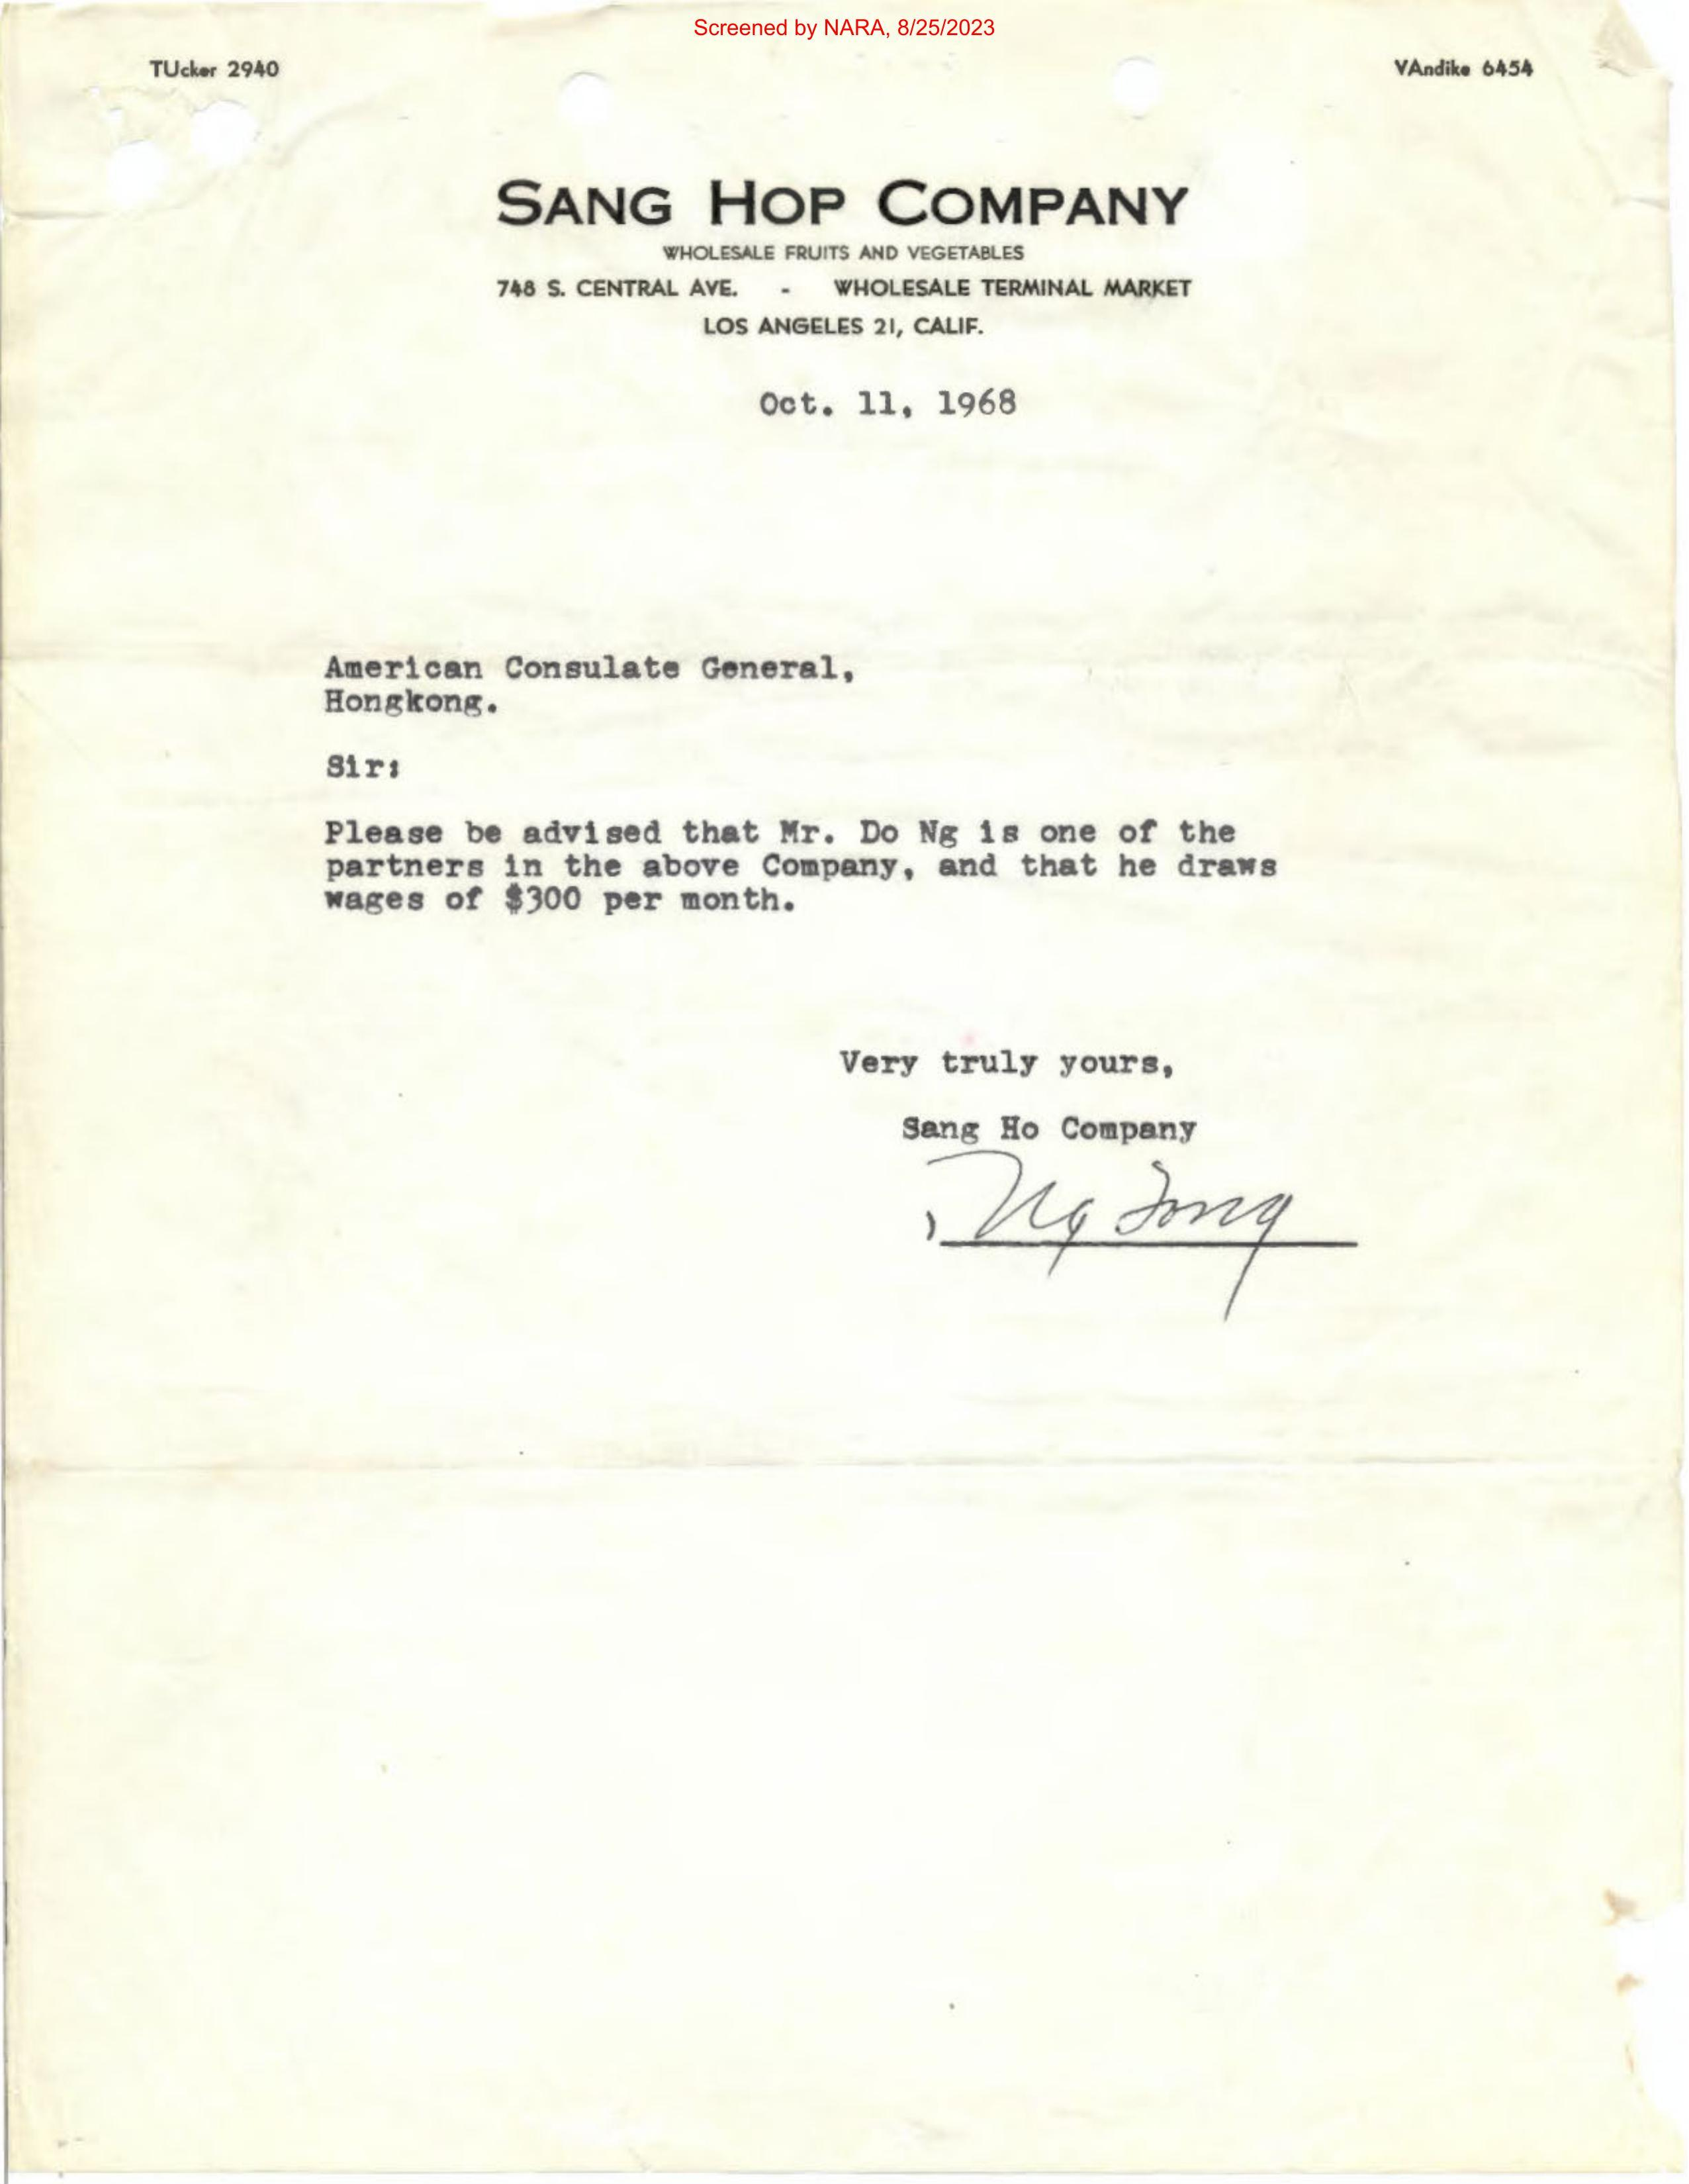 Screened by NARA, 8/25/2023
TUcker 2940
VAndike 6454
SANG HOP COMPANY
WHOLESALE FRUITS AND VEGETABLES
748 S. CENTRAL AVE. - WHOLESALE TERMINAL MARKET
LOS ANGELES 21, CALIF.
Oct. 11, 1968
American Consulate General,
Hongkong.
Sir:
Please be advised that Mr. Do Ng is one of the
partners in the above Company, and that he draws
wages of $300 per month.
Very truly yours,
Sang Ho Company
Ng